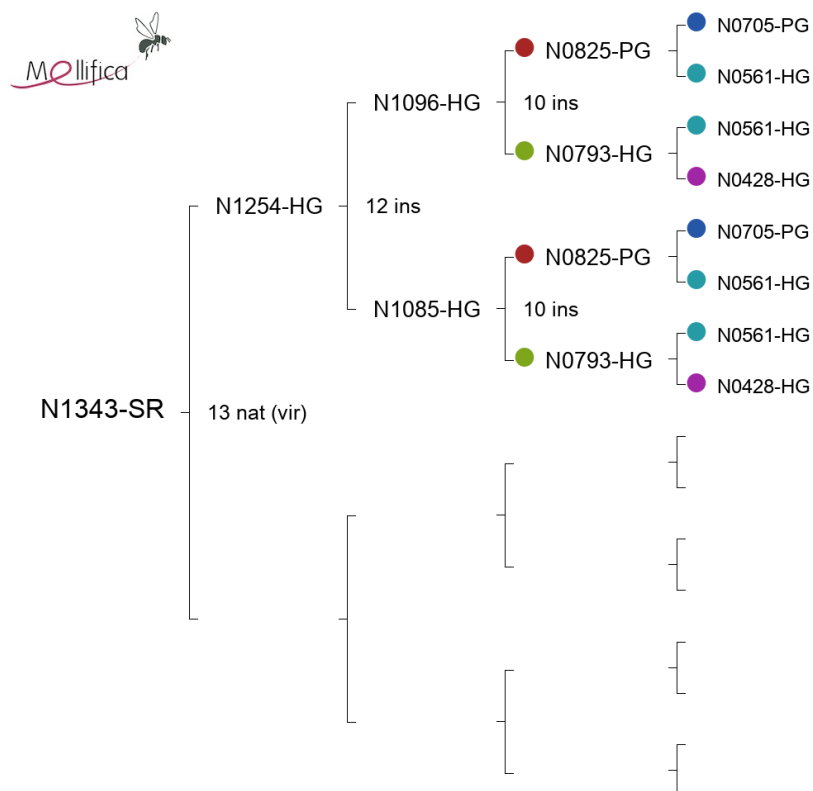 Mellifica
N0705-PG
N0825-PG
N0561-HG
N1096-HG
10 ins
N0561-HG
N0793-HG
N0428-HG
N1254-HG
12 ins
N0705-PG
N0825-PG
N0561-HG
N1085-HG
10 ins
N0561-HG
N0793-HG
N0428-HG
N1343-SR
13 nat (vir)